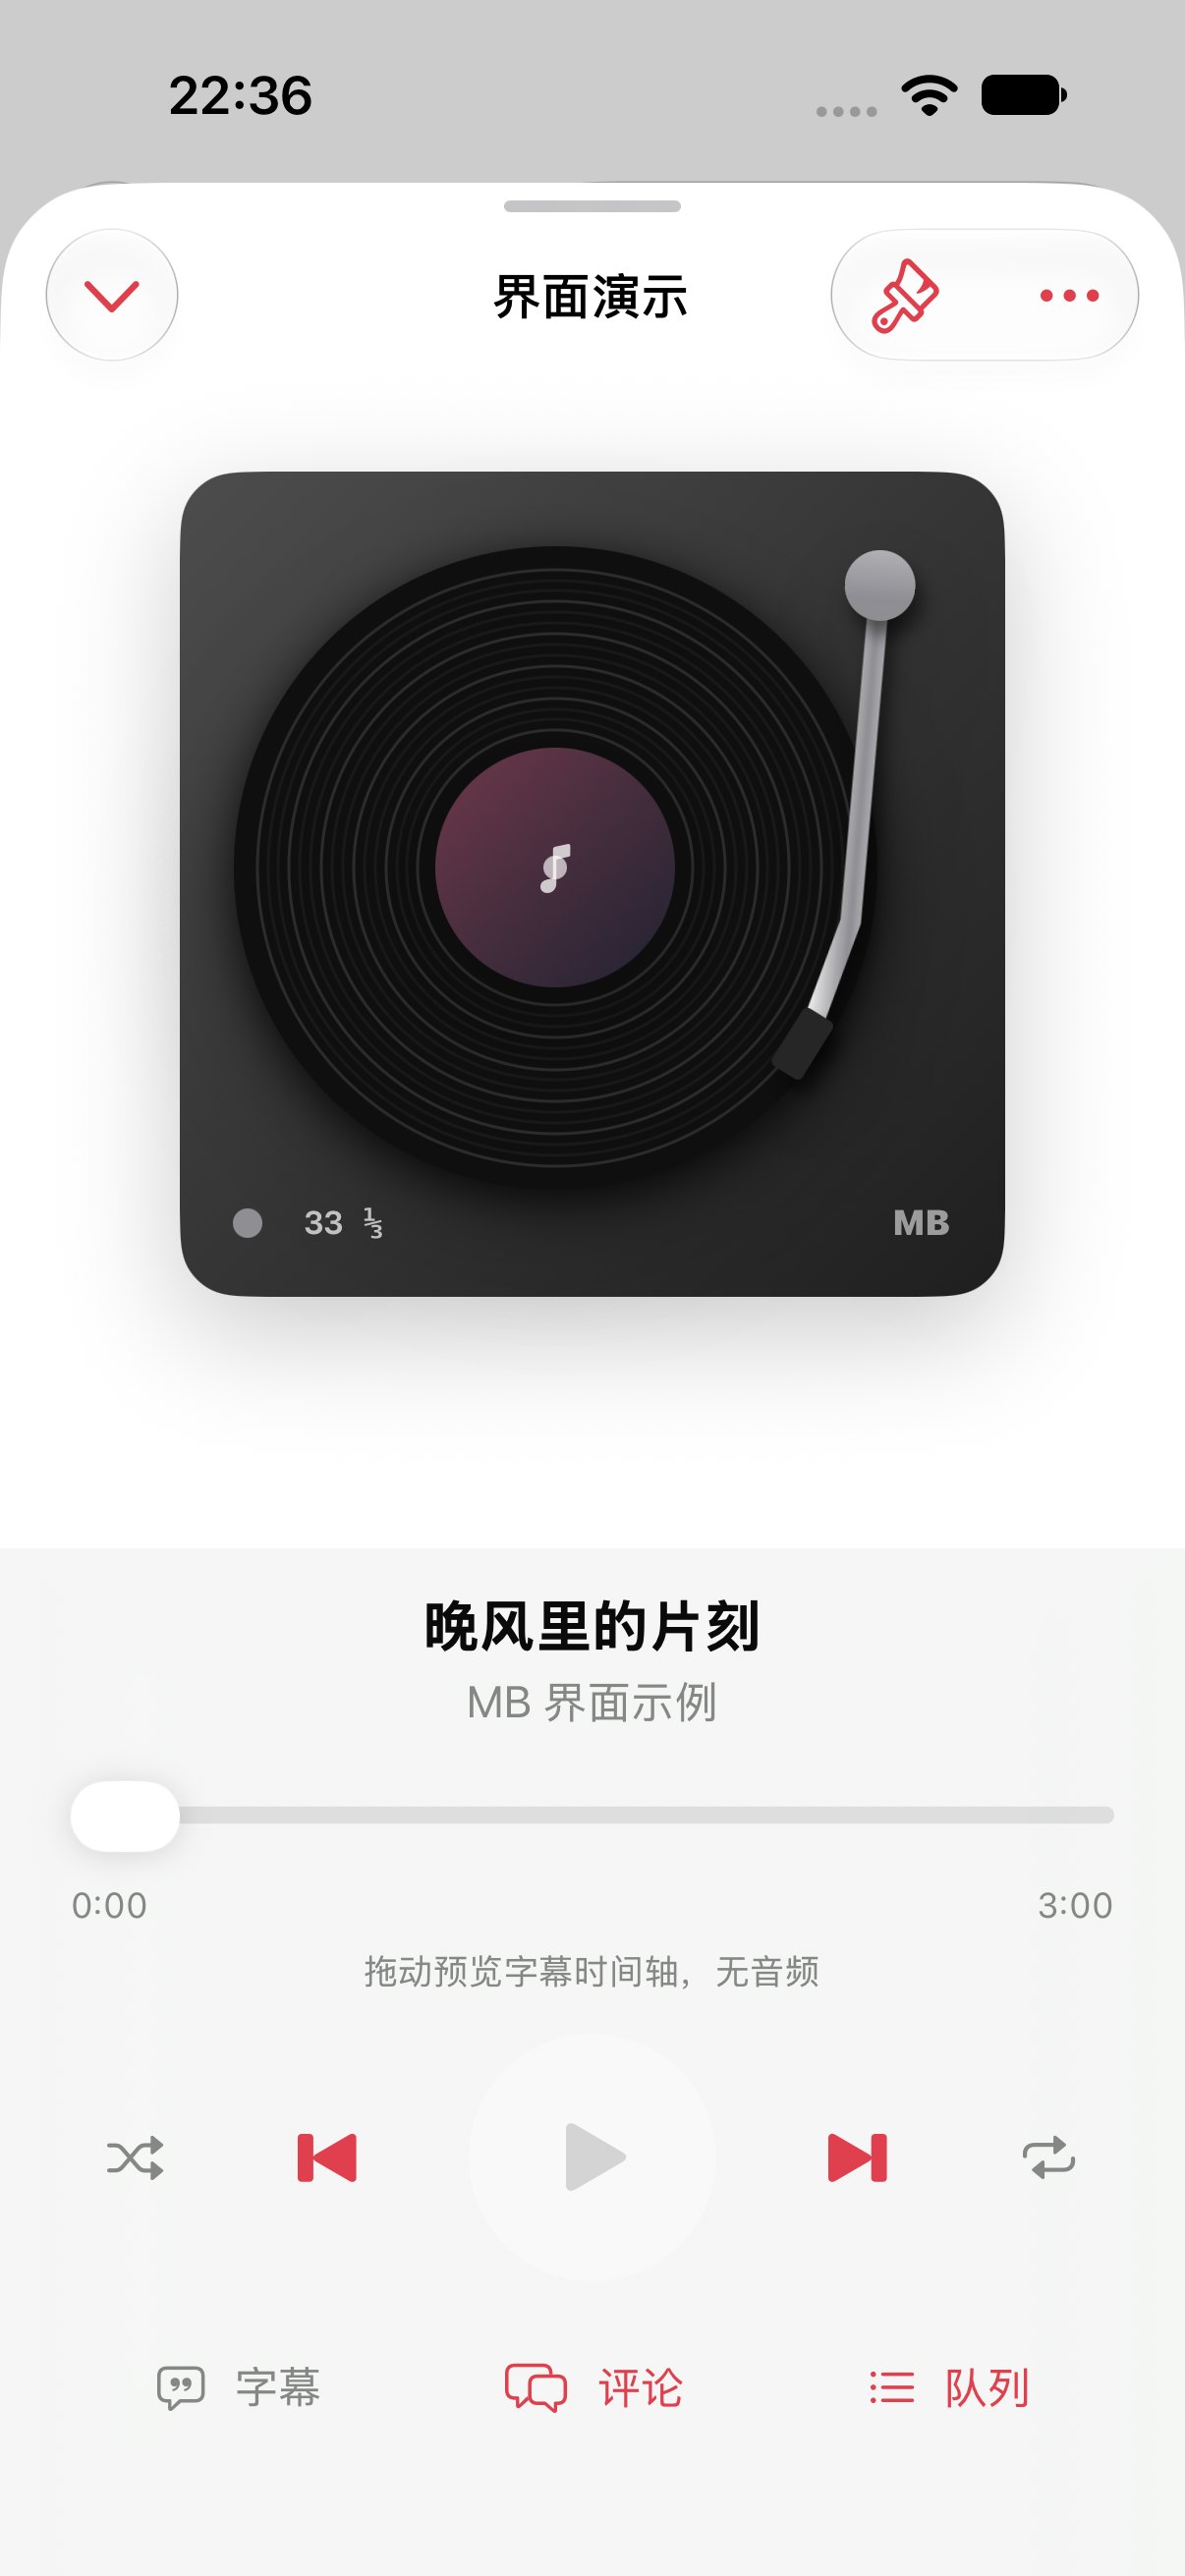 22:36
界面演示
33 ⅓
MB
晚风里的片刻
MB 界面示例
0:00
3:00
拖动预览字幕时间轴，无音频
字幕
评论
队列